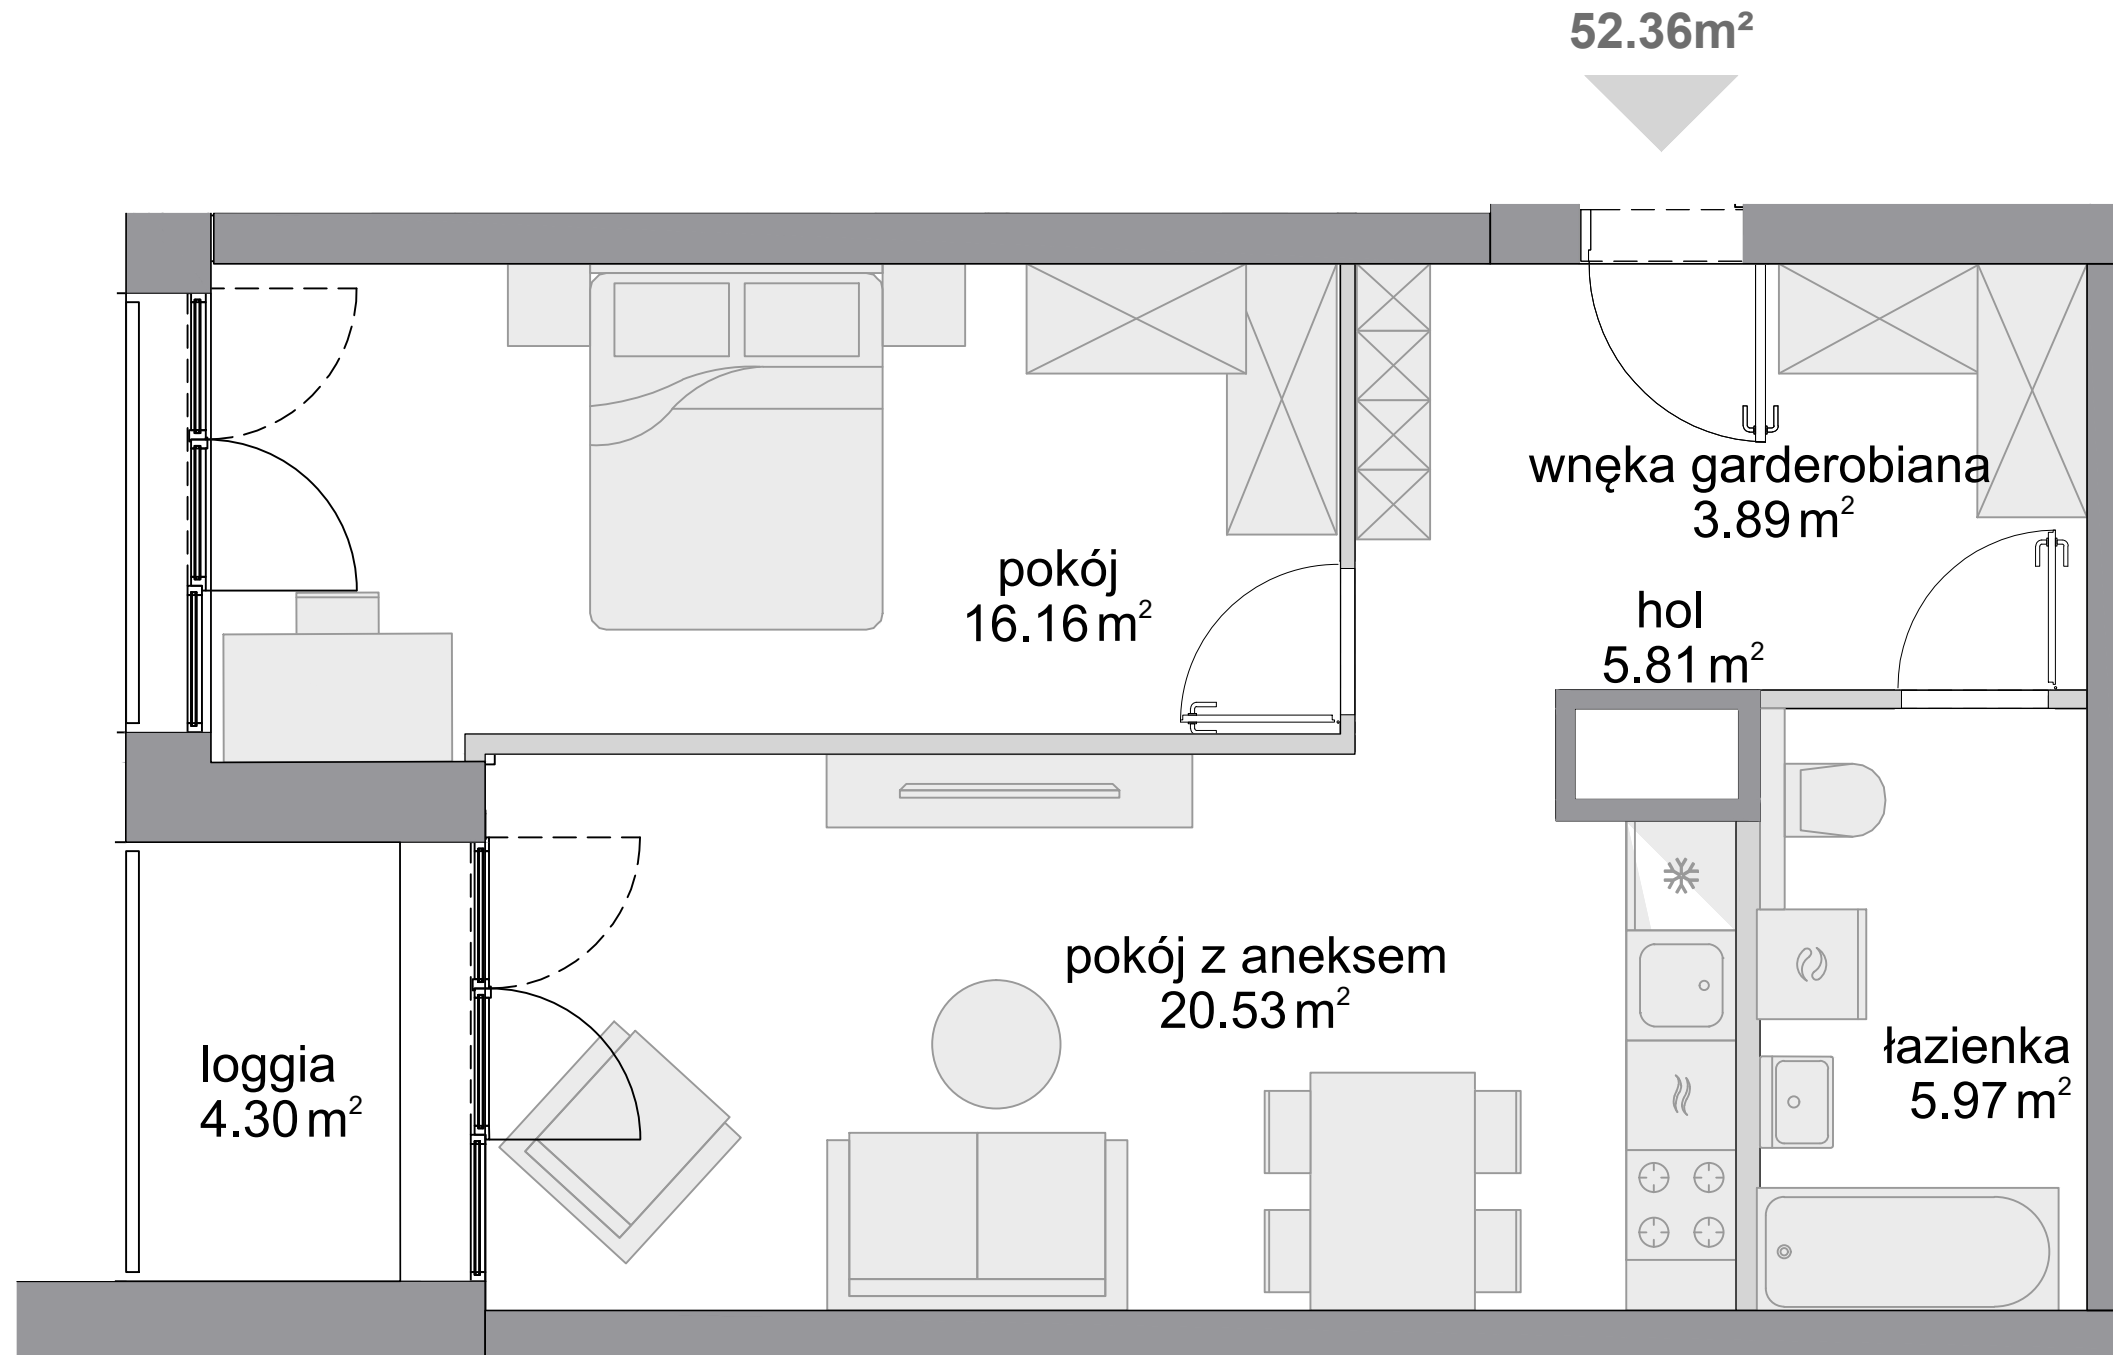 52.36m²
wnęka garderobiana
3.89 m²
pokój
16.16 m²
hol
5.81 m²
pokój z aneksem
20.53 m²
loggia
4.30 m²
łazienka
5.97 m²